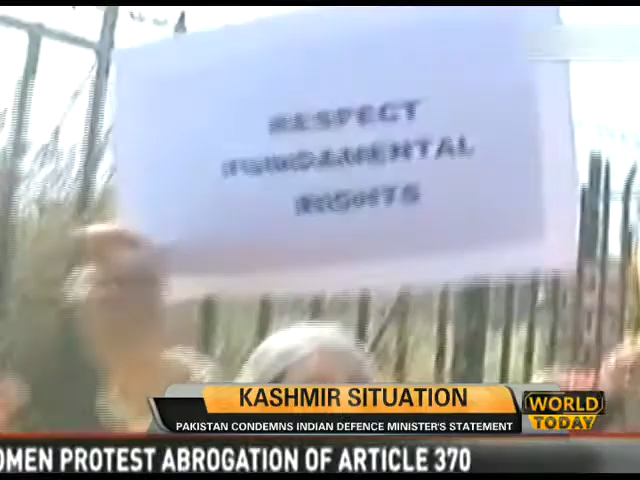 RESPECT
FUNDAMENTAL
RIGHTS
KASHMIR SITUATION
PAKISTAN CONDEMNS INDIAN DEFENCE MINISTER'S STATEMENT
WORLD
TODAY
OMEN PROTEST ABROGATION OF ARTICLE 370